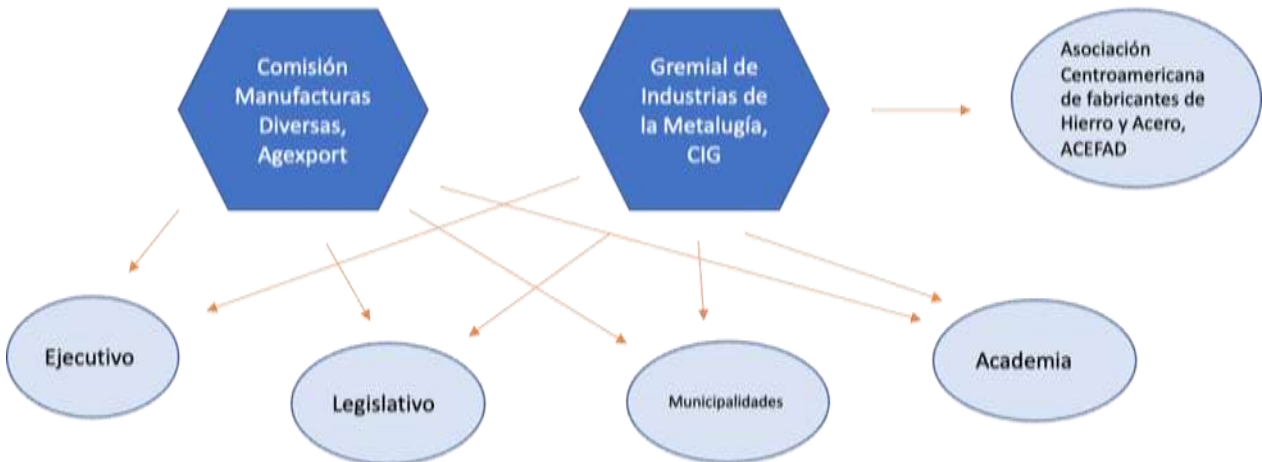 Comisión
Manufacturas
Diversas,
Agexport
Gremial de
Industrias de
la Metalugía,
CIG
Asociación
Centroamericana
de fabricantes de
Hierro y Acero,
ACEFAD
Ejecutivo
Legislativo
Municipalidades
Academia